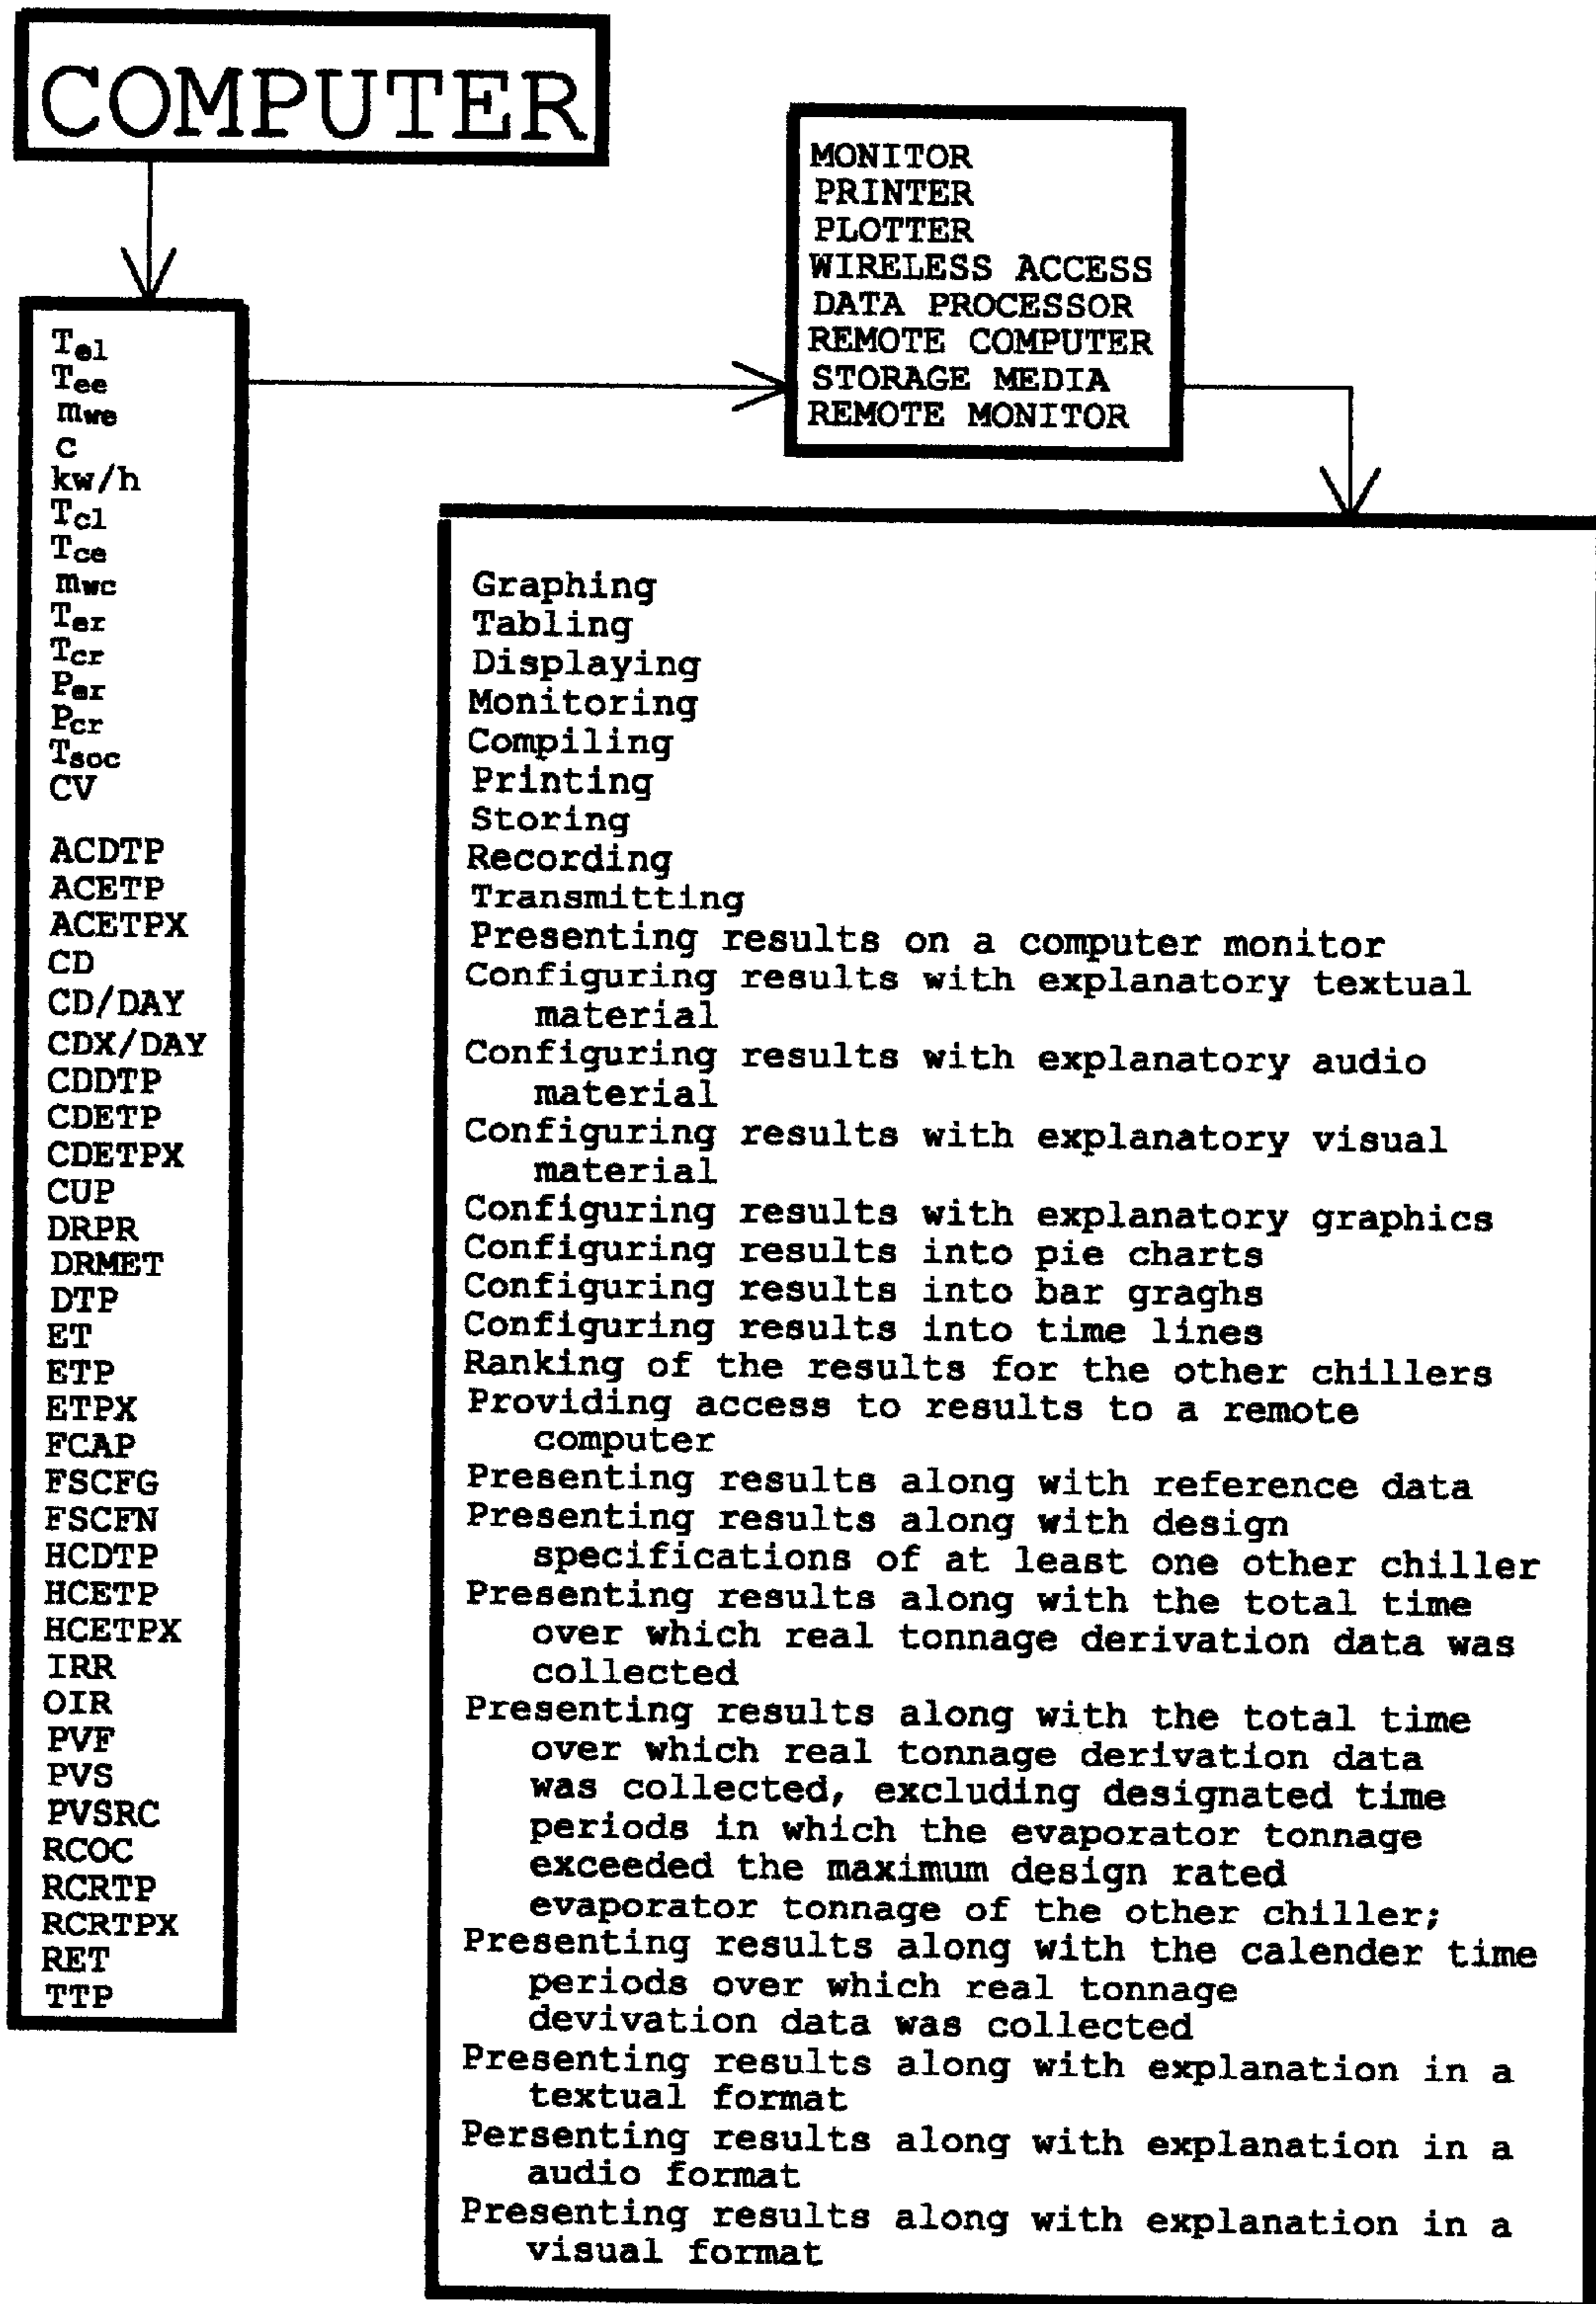 COMPUTER
MONITOR
PRINTER
PLOTTER
WIRELESS ACCESS
DATA PROCESSOR
REMOTE COMPUTER
STORAGE MEDIA
REMOTE MONITOR
Tel
Tee
mwe
c
kw/h
Tcl
Tce
mwc
Ter
Tcr
Per
Pcr
Tsoc
CV
ACDTP
ACETP
ACETPX
CD
CD/DAY
CDX/DAY
CDDTP
CDETP
CDETPX
CUP
DRPR
DRMET
DTP
ET
ETP
ETPX
FCAP
FSCFG
FSCFN
HCDTP
HCETP
HCETPX
IRR
OIR
PVF
PVS
PVSRC
RCOC
RCRTP
RCRTPX
RET
TTP
Graphing
Tabling
Displaying
Monitoring
Compiling
Printing
Storing
Recording
Transmitting
Presenting results on a computer monitor
Configuring results with explanatory textual
material
Configuring results with explanatory audio
material
Configuring results with explanatory visual
material
Configuring results with explanatory graphics
Configuring results into pie charts
Configuring results into bar graghs
Configuring results into time lines
Ranking of the results for the other chillers
Providing access to results to a remote
computer
Presenting results along with reference data
Presenting results along with design
specifications of at least one other chiller
Presenting results along with the total time
over which real tonnage derivation data was
collected
Presenting results along with the total time
over which real tonnage derivation data
was collected, excluding designated time
periods in which the evaporator tonnage
exceeded the maximum design rated
evaporator tonnage of the other chiller;
Presenting results along with the calender time
periods over which real tonnage
devivation data was collected
Presenting results along with explanation in a
textual format
Persenting results along with explanation in a
audio format
Presenting results along with explanation in a
visual format